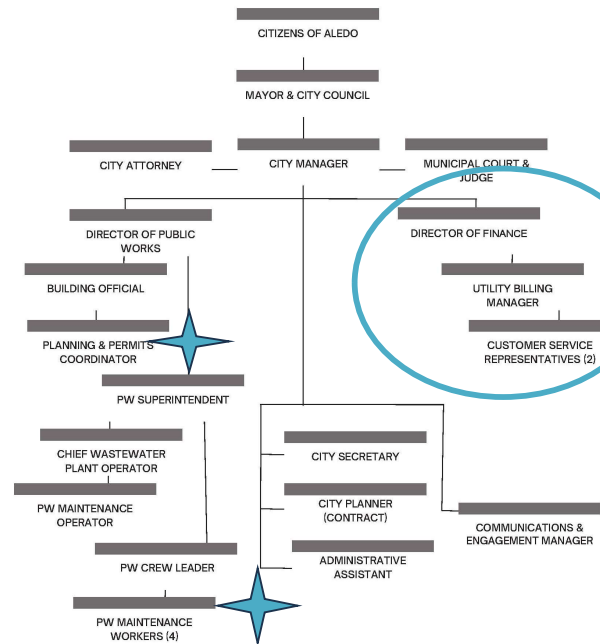 CITIZENS OF ALEDO
MAYOR & CITY COUNCIL
CITY ATTORNEY
CITY MANAGER
MUNICIPAL COURT &
JUDGE
DIRECTOR OF PUBLIC
WORKS
DIRECTOR OF FINANCE
BUILDING OFFICIAL
UTILITY BILLING
MANAGER
PLANNING & PERMITS
COORDINATOR
CUSTOMER SERVICE
REPRESENTATIVES (2)
PW SUPERINTENDENT
CHIEF WASTEWATER
PLANT OPERATOR
CITY SECRETARY
PW MAINTENANCE
OPERATOR
CITY PLANNER
(CONTRACT)
COMMUNICATIONS &
ENGAGEMENT MANAGER
PW CREW LEADER
ADMINISTRATIVE
ASSISTANT
PW MAINTENANCE
WORKERS (4)